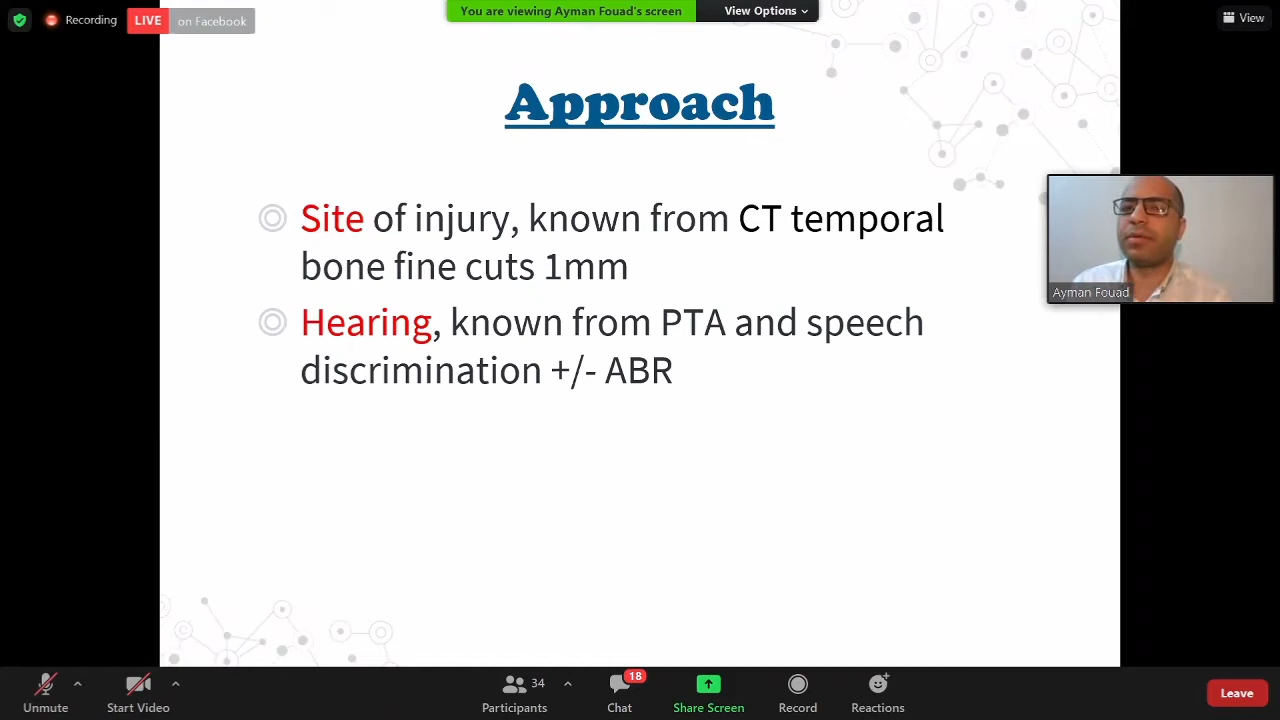 Recording
LIVE on Facebook
You are viewing Ayman Fouad's screen
View Options
View
Approach
Site of injury, known from CT temporal
bone fine cuts 1mm
Hearing, known from PTA and speech
discrimination +/- ABR
Ayman Fouad
Unmute
Start Video
34
Participants
18
Chat
Share Screen
Record
Reactions
Leave